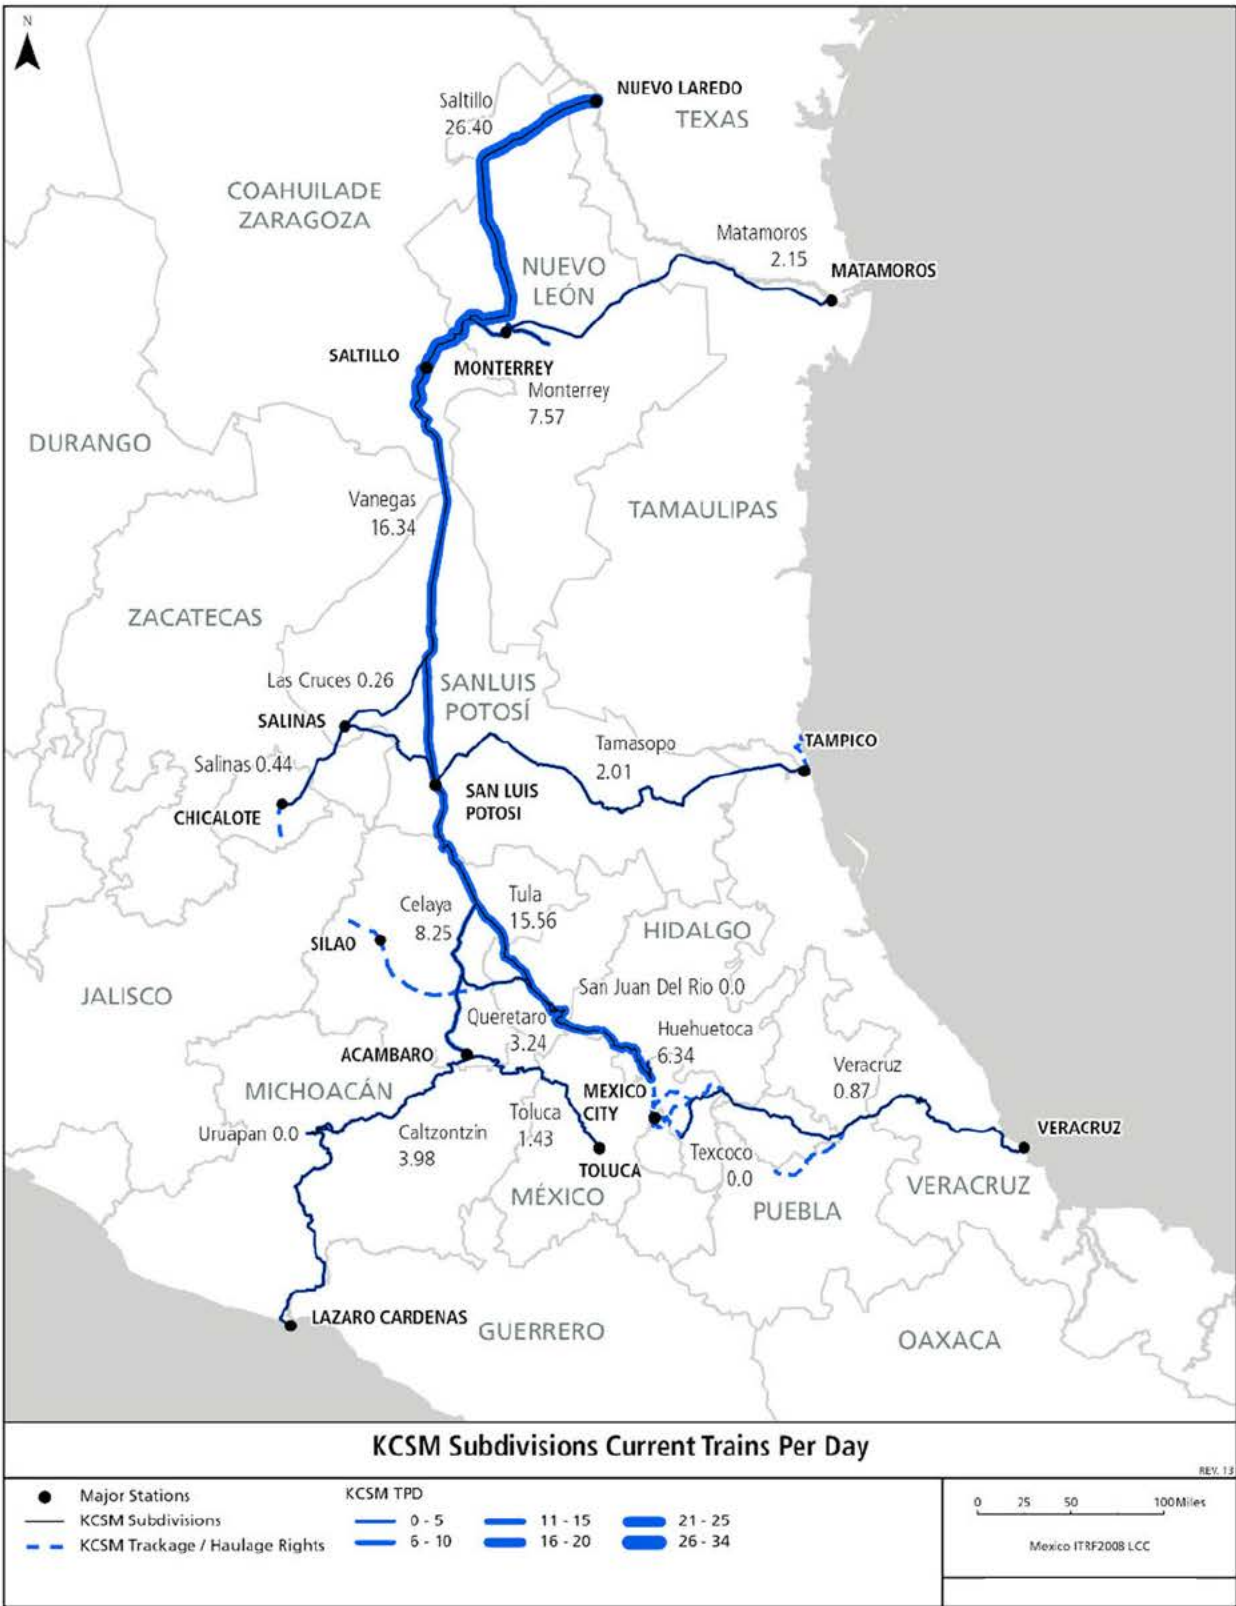 N
NUEVO LAREDO
Saltillo
26.40
TEXAS
COAHUILADE
ZARAGOZA
Matamoros
2.15
NUEVO
LEÓN
MATAMOROS
SALTILLO
MONTERREY
Monterrey
7.57
DURANGO
Vanegas
16.34
TAMAULIPAS
ZACATECAS
Las Cruces 0.26
SANLUIS
POTOSÍ
SALINAS
Tamasopo
2.01
TAMPICO
Salinas 0.44
CHICALOTE
SAN LUIS
POTOSI
Celaya
8.25
Tula
15.56
SILAO
HIDALGO
JALISCO
San Juan Del Rio 0.0
Queretaro
3.24
Huehuetoca
6.34
ACAMBARO
MICHOACÁN
MEXICO
CITY
Veracruz
0.87
Uruapan 0.0
Caltzontzin
3.98
Toluca
1.43
TOLUCA
Texcoco
0.0
VERACRUZ
MÉXICO
PUEBLA
VERACRUZ
LAZARO CARDENAS
GUERRERO
OAXACA
KCSM Subdivisions Current Trains Per Day
REV. 13
Major Stations
KCSM Subdivisions
KCSM Trackage / Haulage Rights
KCSM TPD
0 - 5
11 - 15
21 - 25
6 - 10
16 - 20
26 - 34
0 25 50 100 Miles
Mexico ITRF2008 LCC